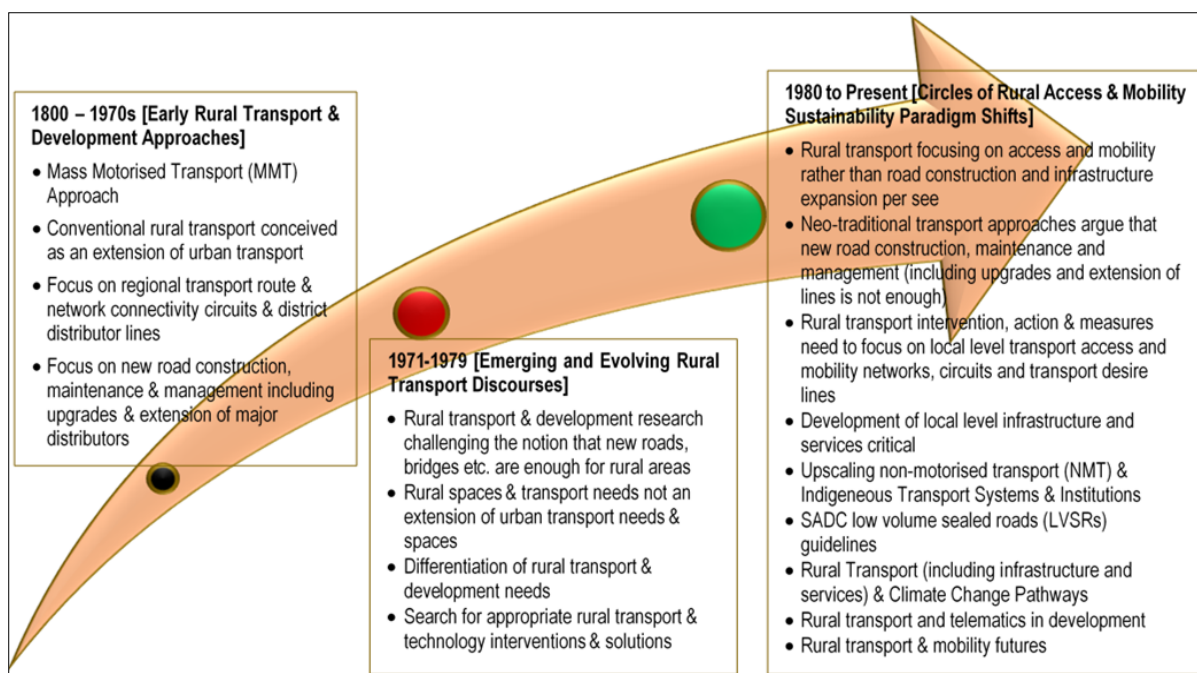 1800 – 1970s [Early Rural Transport &
Development Approaches]
• Mass Motorised Transport (MMT)
Approach
• Conventional rural transport conceived
as an extension of urban transport
• Focus on regional transport route &
network connectivity circuits & district
distributor lines
• Focus on new road construction,
maintenance & management including
upgrades & extension of major
distributors
1971-1979 [Emerging and Evolving Rural
Transport Discourses]
• Rural transport & development research
challenging the notion that new roads,
bridges etc. are enough for rural areas
• Rural spaces & transport needs not an
extension of urban transport needs &
spaces
• Differentiation of rural transport &
development needs
• Search for appropriate rural transport &
technology interventions & solutions
1980 to Present [Circles of Rural Access & Mobility
Sustainability Paradigm Shifts]
• Rural transport focusing on access and mobility
rather than road construction and infrastructure
expansion per see
• Neo-traditional transport approaches argue that
new road construction, maintenance and
management (including upgrades and extension of
lines is not enough)
• Rural transport intervention, action & measures
need to focus on local level transport access and
mobility networks, circuits and transport desire
lines
• Development of local level infrastructure and
services critical
• Upscaling non-motorised transport (NMT) &
Indigeneous Transport Systems & Institutions
• SADC low volume sealed roads (LVSRs)
guidelines
• Rural Transport (including infrastructure and
services) & Climate Change Pathways
• Rural transport and telematics in development
• Rural transport & mobility futures